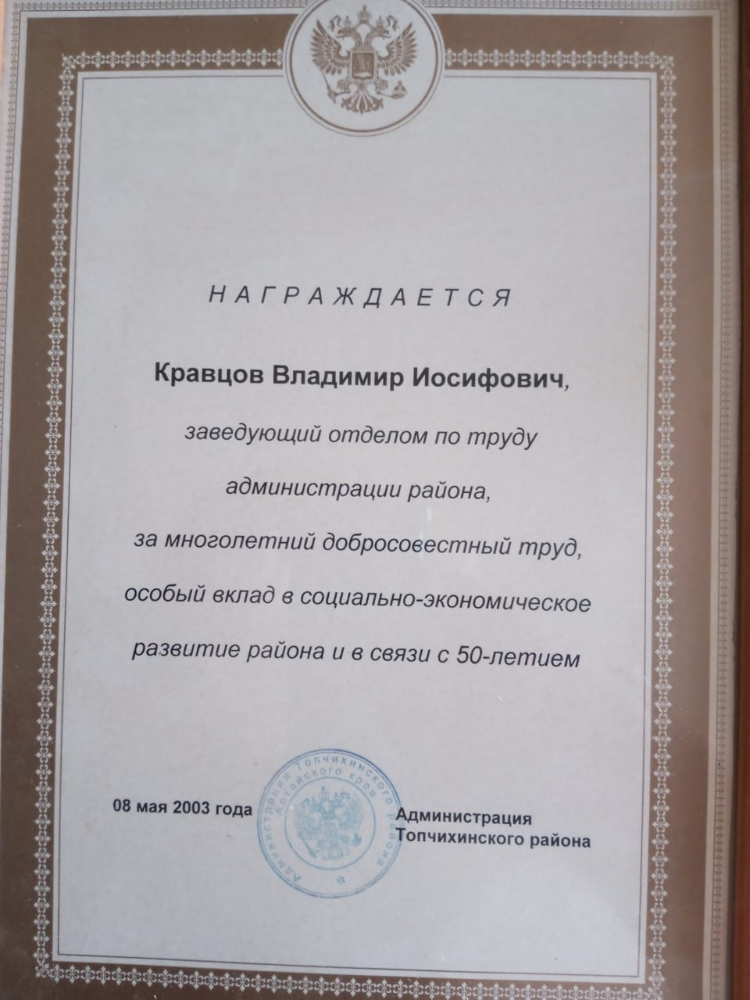 НАГРАЖДАЕТСЯ
Кравцов Владимир Иосифович,
заведующий отделом по труду
администрации района,
за многолетний добросовестный труд,
особый вклад в социально-экономическое
развитие района и в связи с 50-летием
08 мая 2003 года
Администрация Топчихинского района
Алтайского края
Администрация
Топчихинского района